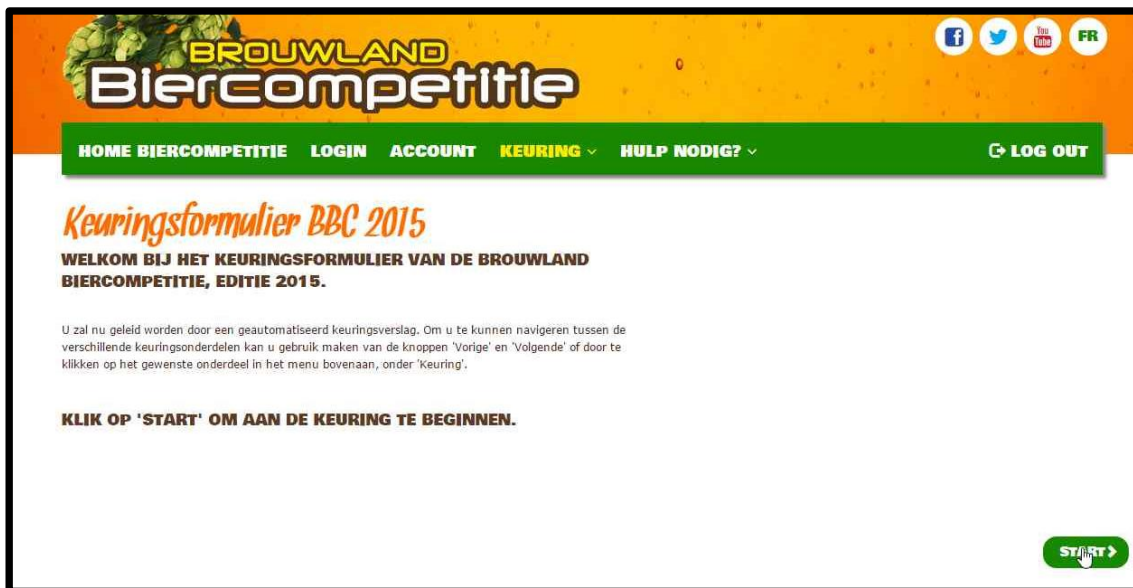 BROUWLAND
Biercompetitie
You Tube
FR
HOME BIERCOMPETITIE LOGIN ACCOUNT KEURING HULP NODIG? LOG OUT
Keuringsformulier BBC 2015
WELKOM BIJ HET KEURINGSFORMULIER VAN DE BROUWLAND
BIERCOMPETITIE, EDITIE 2015.
U zal nu geleid worden door een geautomatiseerd keuringsverslag. Om u te kunnen navigeren tussen de
verschillende keuringsonderdelen kan u gebruik maken van de knoppen 'Vorige' en 'Volgende' of door te
klikken op het gewenste onderdeel in het menu bovenaan, onder 'Keuring'.
KLIK OP 'START' OM AAN DE KEURING TE BEGINNEN.
START